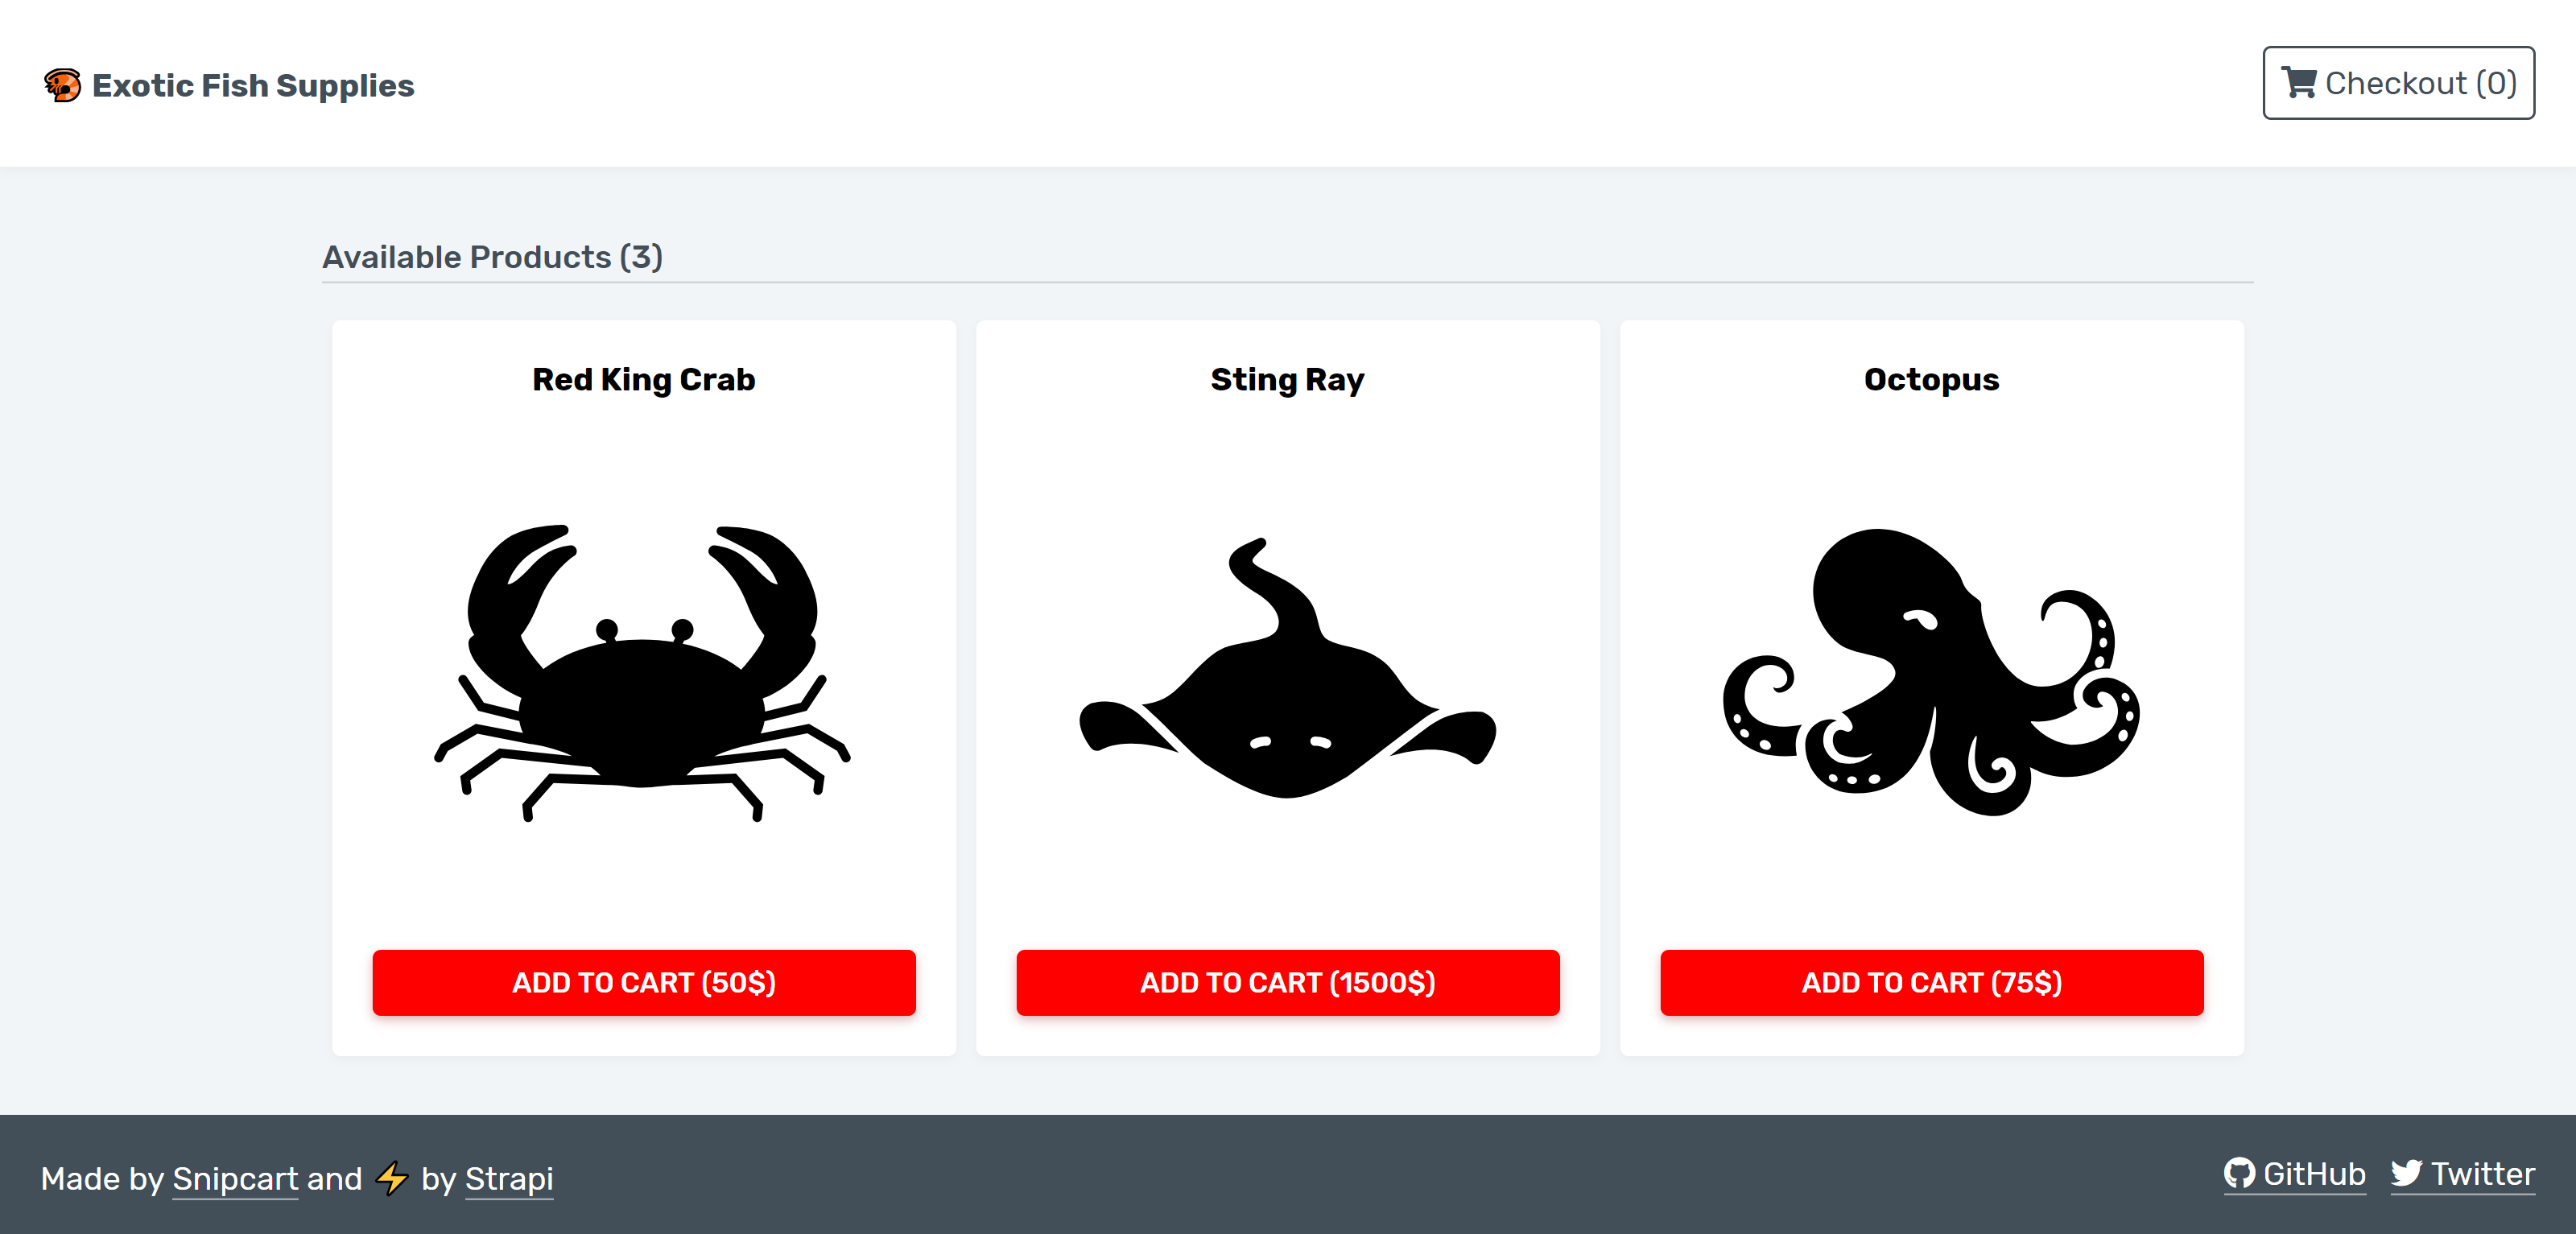 Exotic Fish Supplies
Checkout (0)
Available Products (3)
Red King Crab
Sting Ray
Octopus
ADD TO CART (50$)
ADD TO CART (1500$)
ADD TO CART (75$)
Made by Snipcart and ⚡ by Strapi
GitHub
Twitter